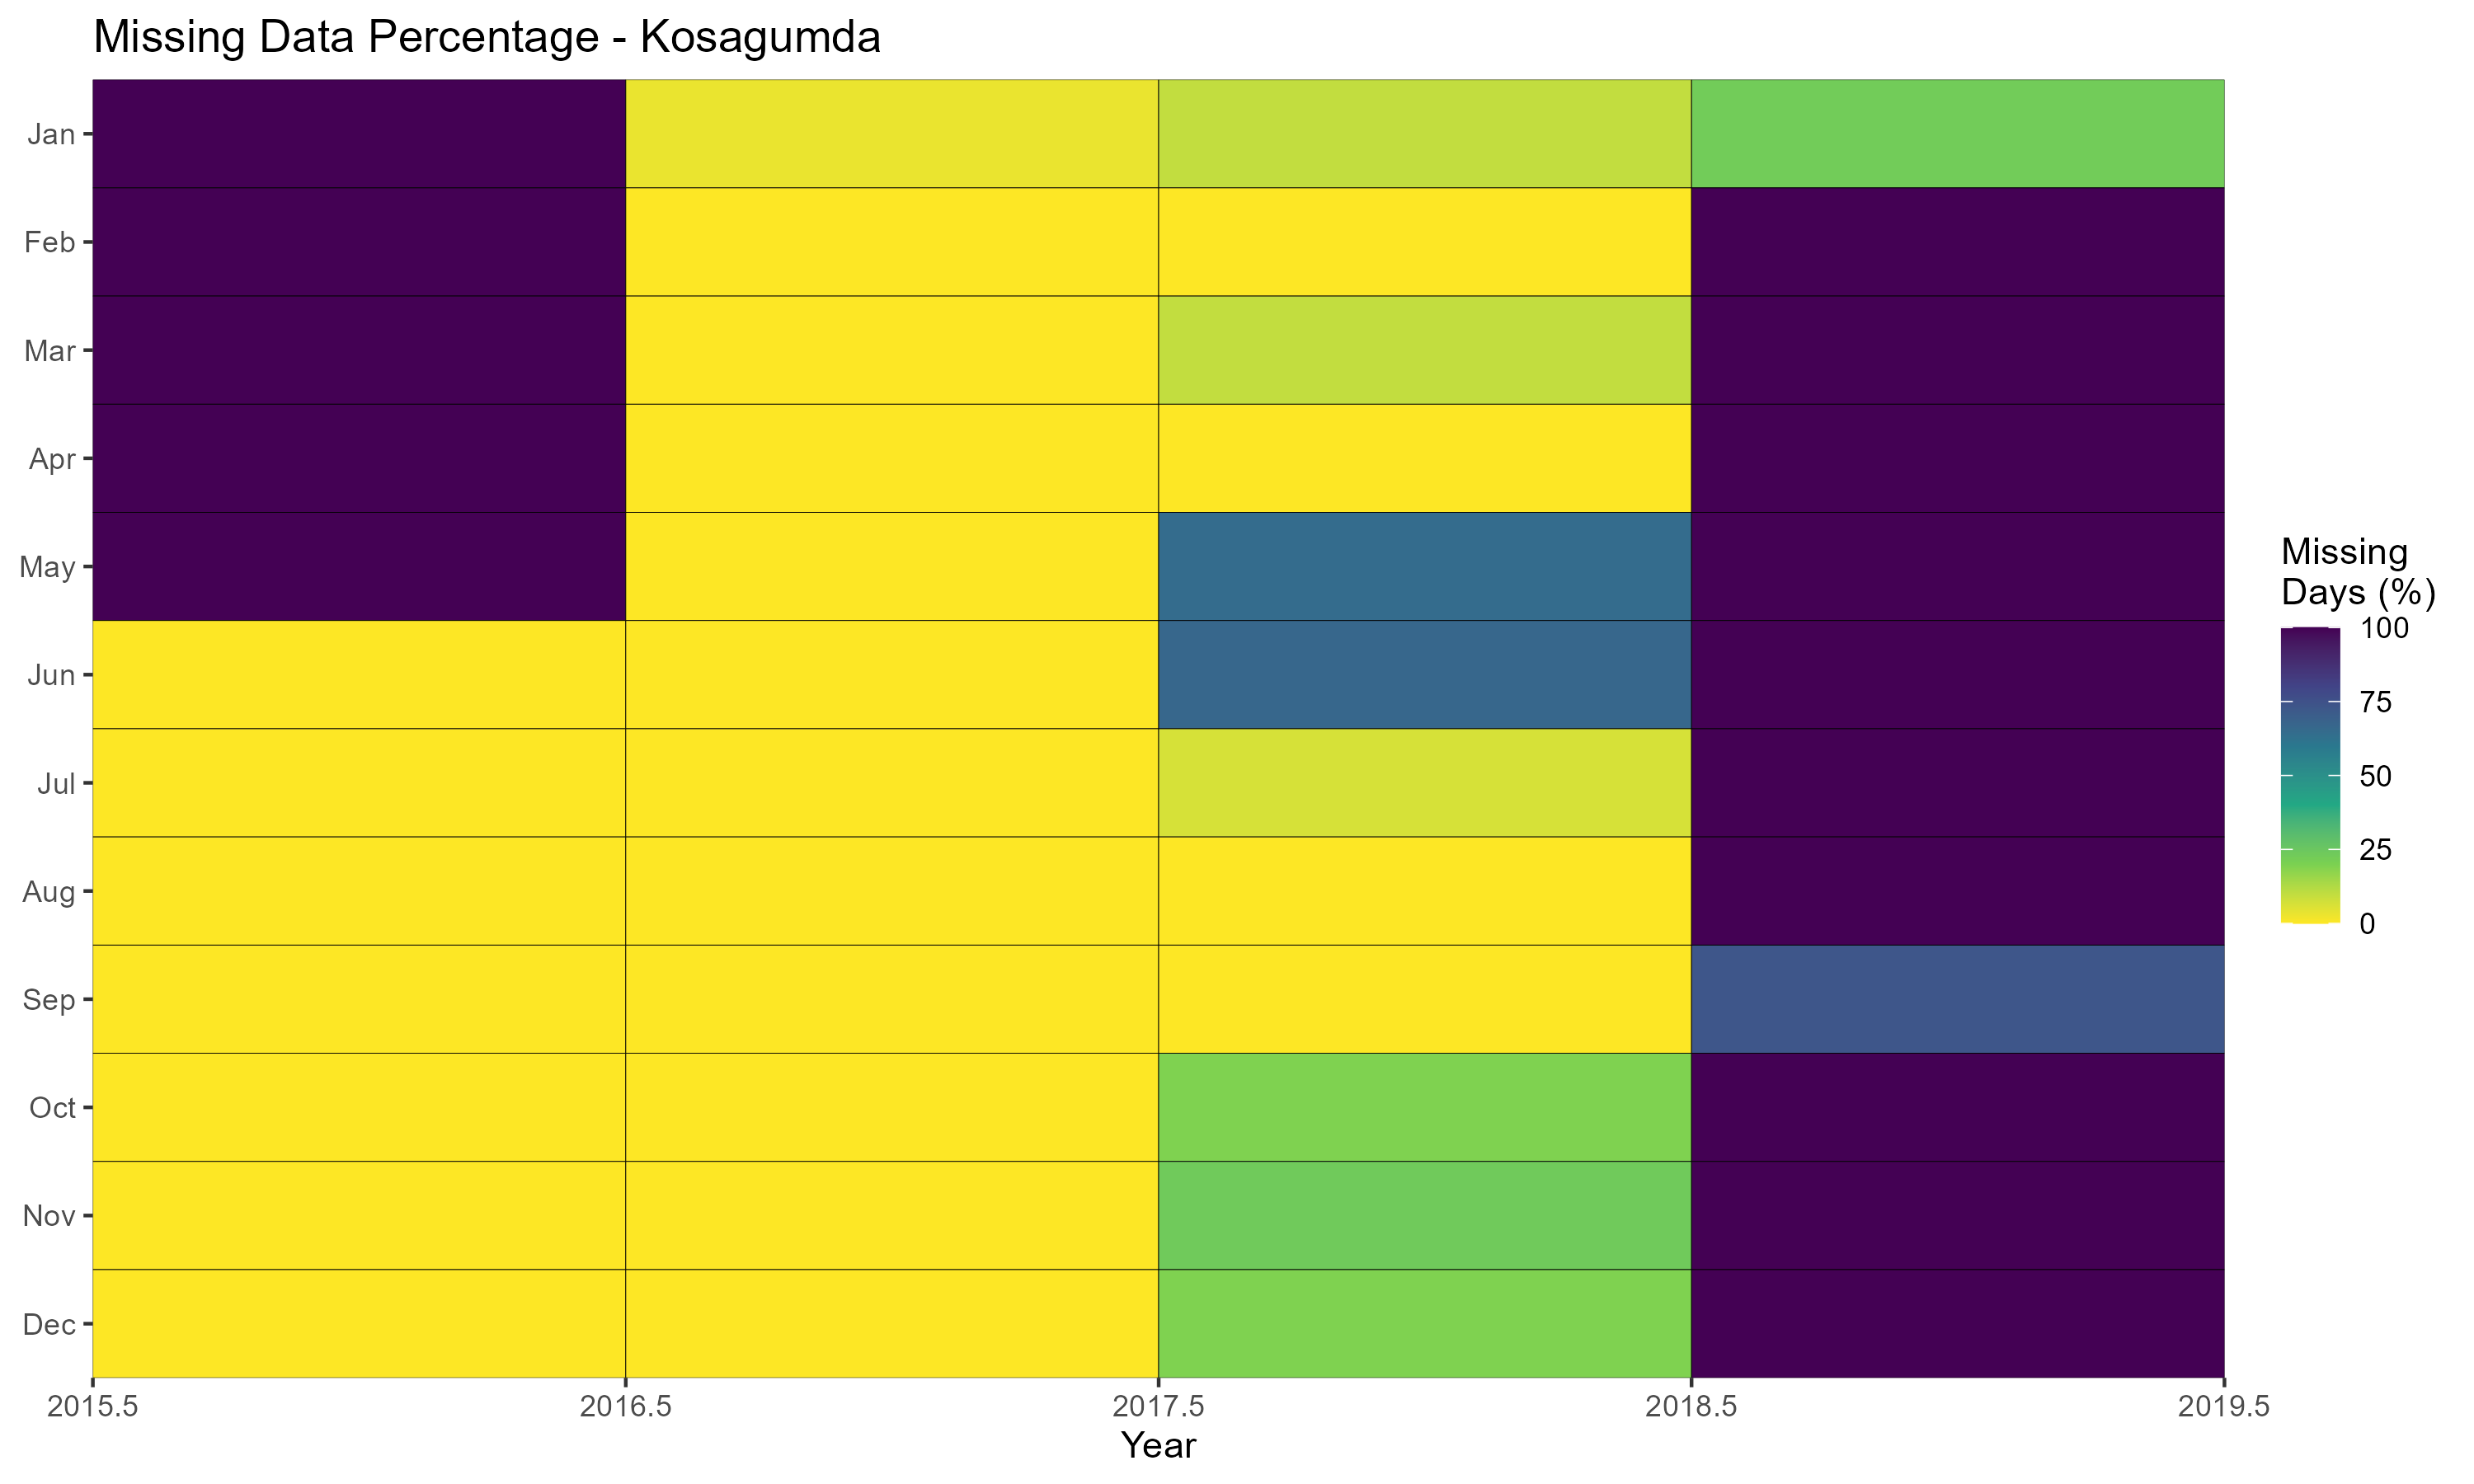 Missing Data Percentage - Kosagumda
Jan
Feb
Mar
Apr
May
Jun
Jul
Aug
Sep
Oct
Nov
Dec
2015.5 2016.5 2017.5 2018.5 2019.5
Year
Missing
Days (%)
100
75
50
25
0